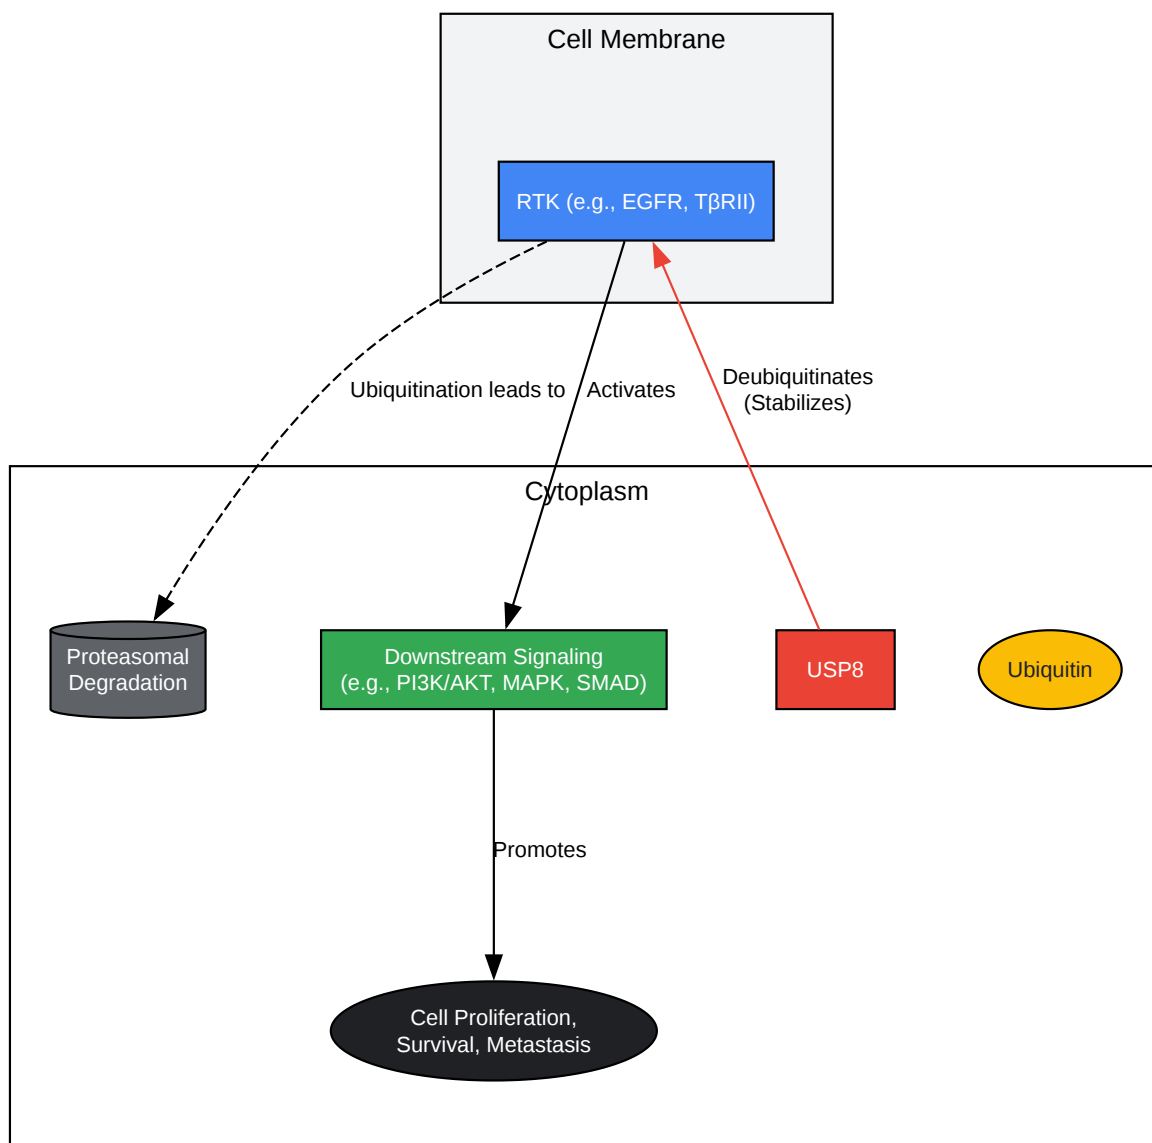 Cell Membrane
RTK (e.g., EGFR, TβRII)
Ubiquitination leads to
Activates
Deubiquitinates
(Stabilizes)
Cytoplasm
Proteasomal
Degradation
Downstream Signaling
(e.g., PI3K/AKT, MAPK, SMAD)
USP8
Ubiquitin
Promotes
Cell Proliferation,
Survival, Metastasis